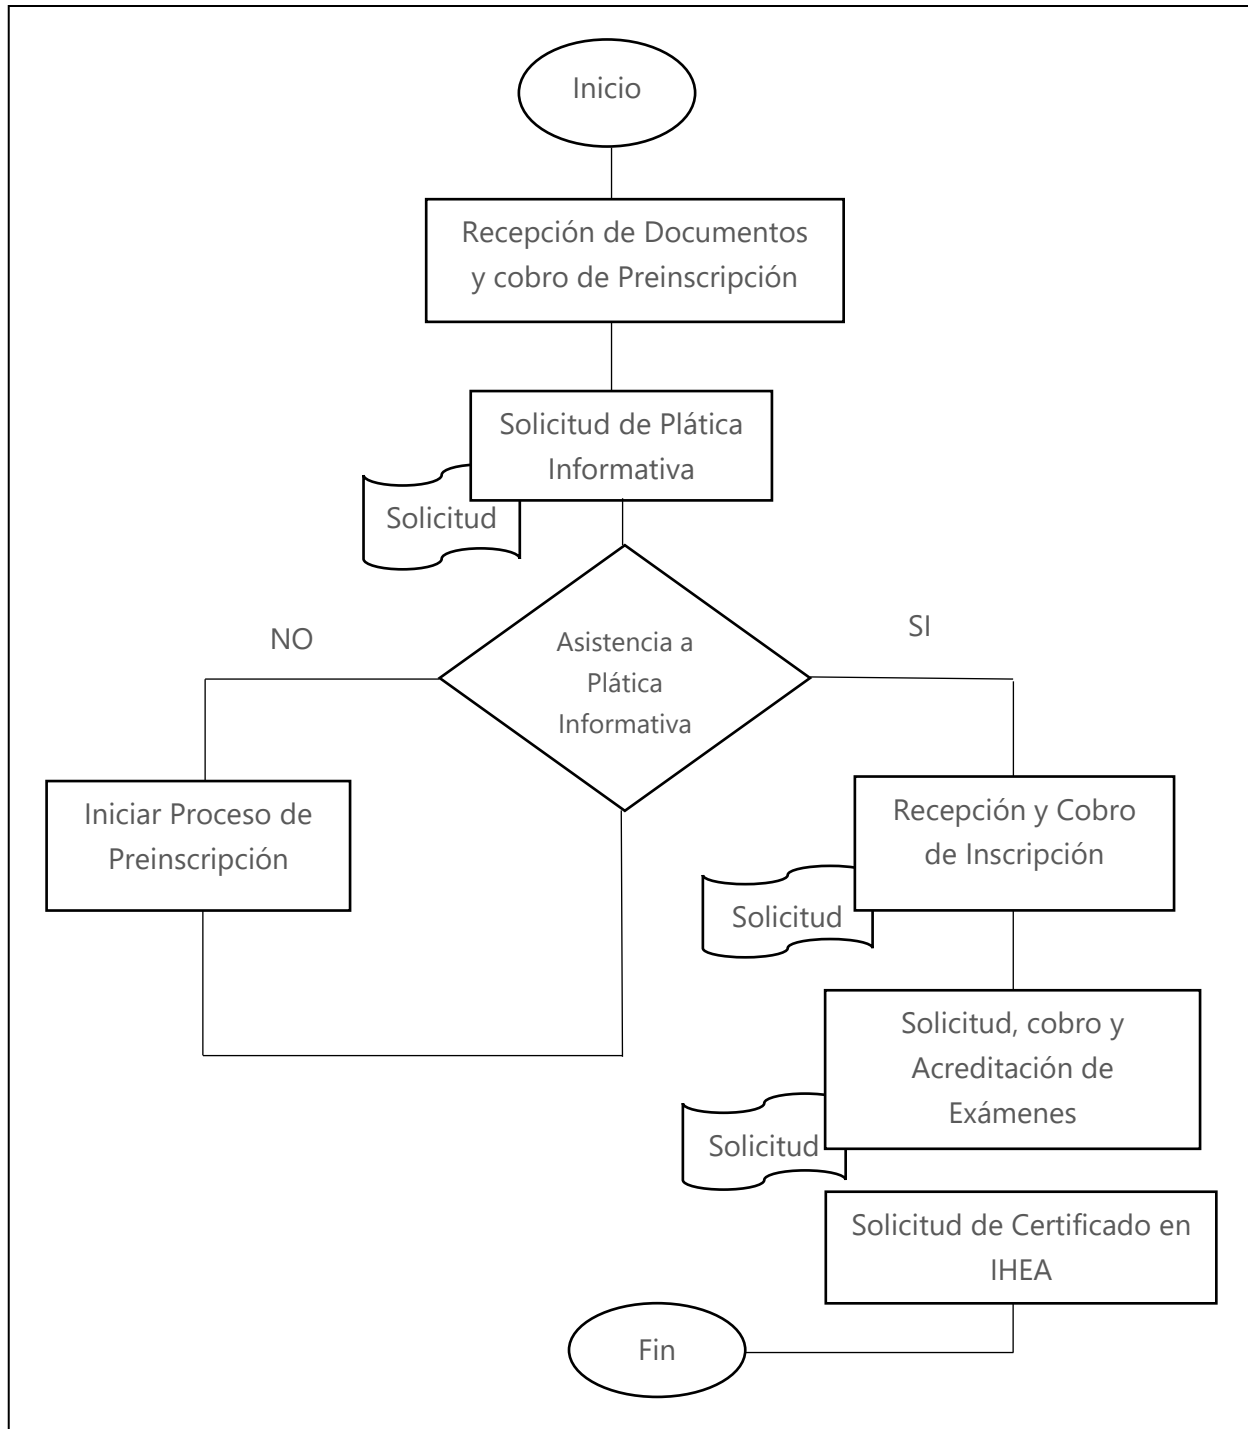 Inicio
Recepción de Documentos
y cobro de Preinscripción
Solicitud de Plática
Informativa
Solicitud
NO
SI
Asistencia a
Plática
Informativa
Iniciar Proceso de
Preinscripción
Recepción y Cobro
de Inscripción
Solicitud
Solicitud, cobro y
Acreditación de
Exámenes
Solicitud
Solicitud de Certificado en
IHEA
Fin